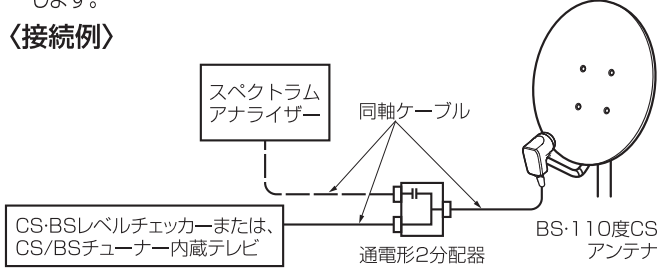 します。
〈接続例〉
スペクトラム
アナライザー
同軸ケーブル
CS·BSレベルチェッカーまたは、
CS/BSチューナー内蔵テレビ
通電形2分配器
BS·110度CS
アンテナ